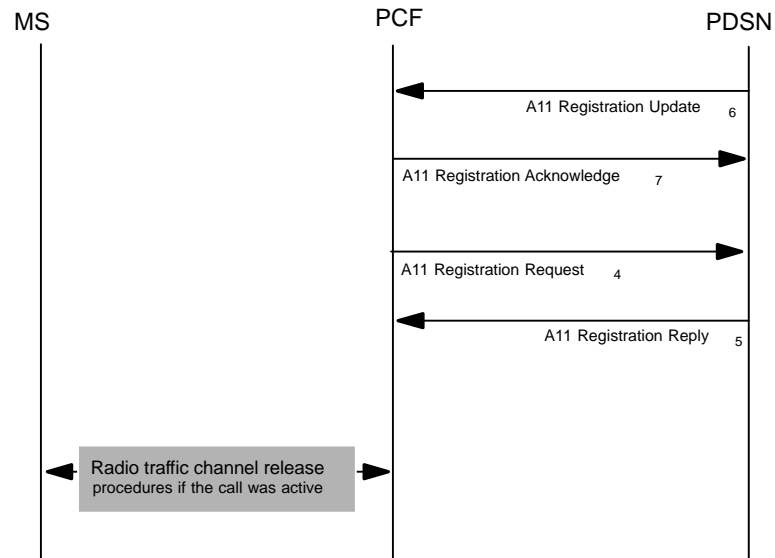 MS
PCF
PDSN
A11 Registration Update 6
A11 Registration Acknowledge 7
A11 Registration Request 4
A11 Registration Reply 5
Radio traffic channel release
procedures if the call was active